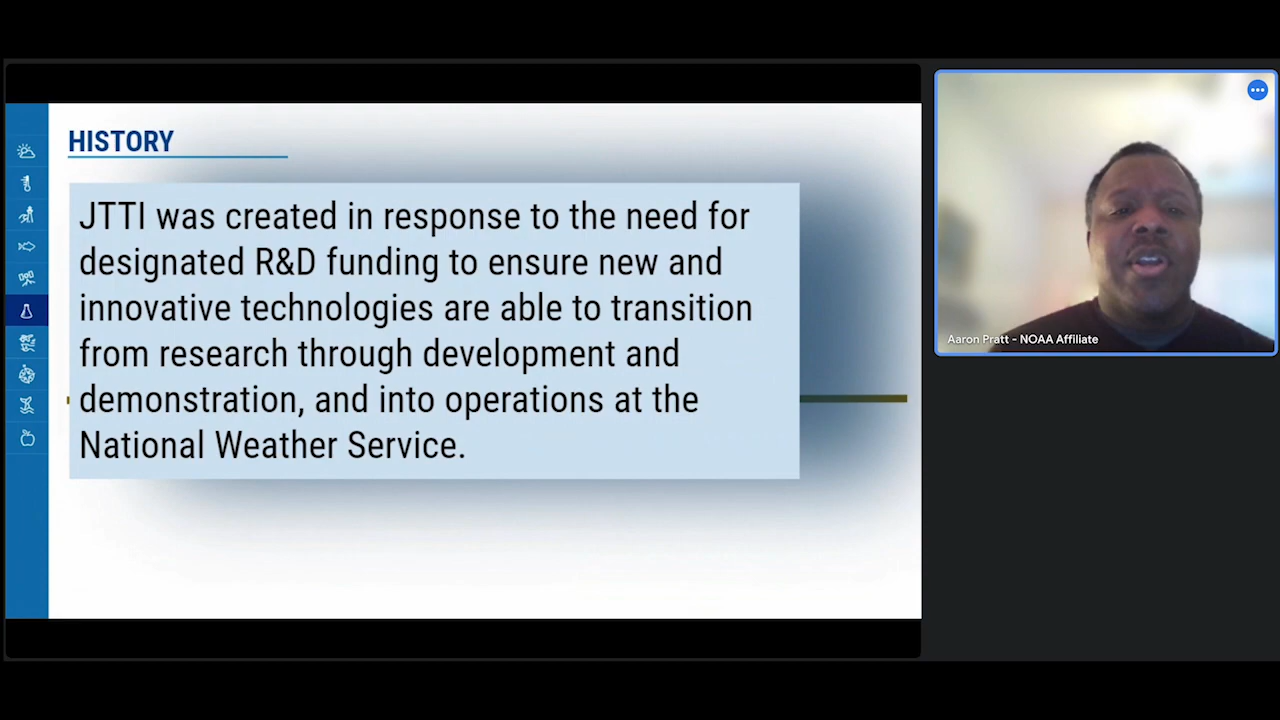 HISTORY
JTTI was created in response to the need for
designated R&D funding to ensure new and
innovative technologies are able to transition
from research through development and
demonstration, and into operations at the
National Weather Service.
Aaron Pratt - NOAA Affiliate